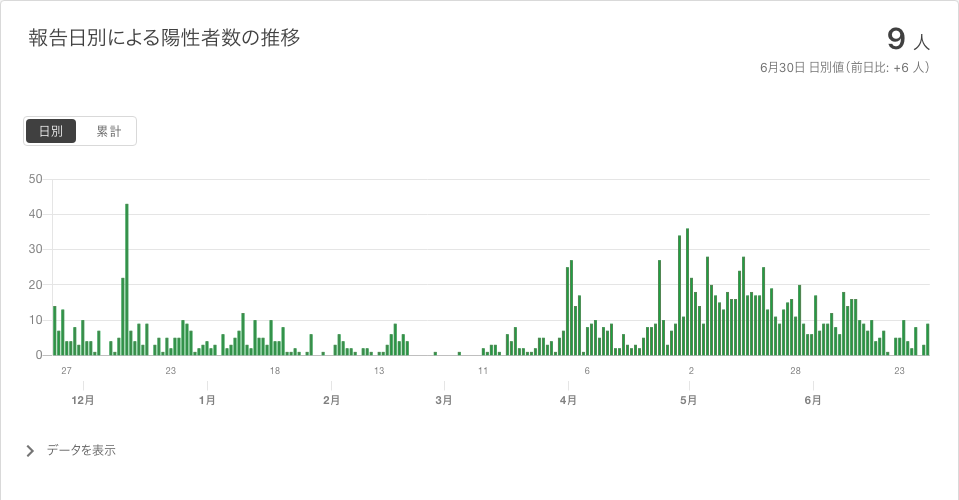 報告日別による陽性者数の推移
9 人
6月30日 日別値（前日比: +6 人）
日別 累計
50
40
30
20
10
0
27 23 18 13 11 6 2 28 23
12月 1月 2月 3月 4月 5月 6月
データを表示